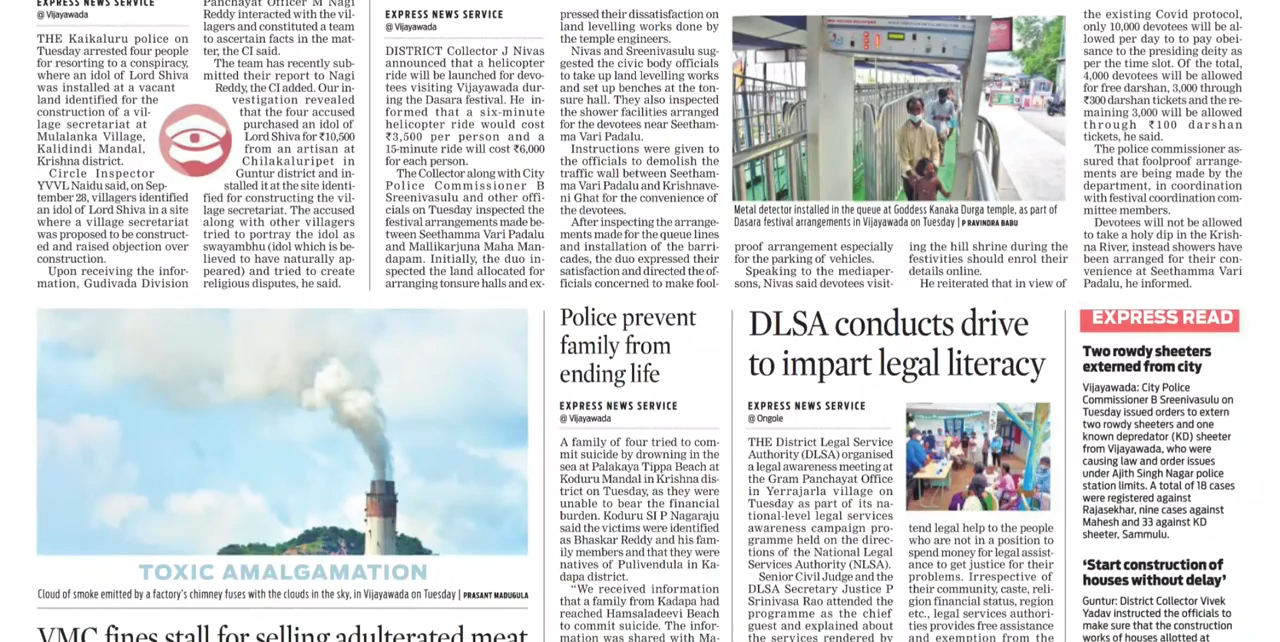 EXPRESS NEWS SERVICE
@ Vijayawada
THE Kaikaluru police on
Tuesday arrested four people
for resorting to a conspiracy,
where an idol of Lord Shiva
was installed at a vacant
land identified for the
construction of a vil-
lage secretariat at
Mulalanka Village,
Kalidindi Mandal,
Krishna district.
Circle Inspector
YVVL Naidu said, on Sep-
tember 28, villagers identified
an idol of Lord Shiva in a site
where a village secretariat
was proposed to be construct-
ed and raised objection over
construction.
Upon receiving the infor-
mation, Gudivada Division
Panchayat Officer M Nagi
Reddy interacted with the vil-
lagers and constituted a team
to ascertain facts in the mat-
ter, the CI said.
The team has recently sub-
mitted their report to Nagi
Reddy, the CI added. Our in-
vestigation revealed
that the four accused
purchased an idol of
Lord Shiva for ₹10,500
from an artisan at
Chilakaluripet in
Guntur district and in-
stalled it at the site identi-
fied for constructing the vil-
lage secretariat. The accused
along with other villagers
tried to portray the idol as
swayambhu (idol which is be-
lieved to have naturally ap-
peared) and tried to create
religious disputes, he said.
EXPRESS NEWS SERVICE
@ Vijayawada
DISTRICT Collector J Nivas
announced that a helicopter
ride will be launched for devo-
tees visiting Vijayawada dur-
ing the Dasara festival. He in-
formed that a six-minute
helicopter ride would cost
₹3,500 per person and a
15-minute ride will cost ₹6,000
for each person.
The Collector along with City
Police Commissioner B
Sreenivasulu and other offi-
cials on Tuesday inspected the
festival arrangements made be-
tween Seethamma Vari Padalu
and Mallikarjuna Maha Man-
dapam. Initially, the duo in-
spected the land allocated for
arranging tonsure halls and ex-
pressed their dissatisfaction on
land levelling works done by
the temple engineers.
Nivas and Sreenivasulu sug-
gested the civic body officials
to take up land levelling works
and set up benches at the ton-
sure hall. They also inspected
the shower facilities arranged
for the devotees near Seetham-
ma Vari Padalu.
Instructions were given to
the officials to demolish the
traffic wall between Seetham-
ma Vari Padalu and Krishnave-
ni Ghat for the convenience of
the devotees.
After inspecting the arrange-
ments made for the queue lines
and installation of the barri-
cades, the duo expressed their
satisfaction and directed the of-
ficials concerned to make fool-
Metal detector installed in the queue at Goddess Kanaka Durga temple, as part of
Dasara festival arrangements in Vijayawada on Tuesday | P RAVINDRA BABU
proof arrangement especially
for the parking of vehicles.
Speaking to the mediaper-
sons, Nivas said devotees visit-
ing the hill shrine during the
festivities should enrol their
details online.
He reiterated that in view of
the existing Covid protocol,
only 10,000 devotees will be al-
lowed per day to to pay obei-
sance to the presiding deity as
per the time slot. Of the total,
4,000 devotees will be allowed
for free darshan, 3,000 through
₹300 darshan tickets and the re-
maining 3,000 will be allowed
through ₹100 darshan
tickets, he said.
The police commissioner as-
sured that foolproof arrange-
ments are being made by the
department, in coordination
with festival coordination com-
mittee members.
Devotees will not be allowed
to take a holy dip in the Krish-
na River, instead showers have
been arranged for their con-
venience at Seethamma Vari
Padalu, he informed.
TOXIC AMALGAMATION
Cloud of smoke emitted by a factory's chimney fuses with the clouds in the sky, in Vijayawada on Tuesday | PRASANT MADUGULA
VMC fines stall for selling adulterated meat
Police prevent
family from
ending life
EXPRESS NEWS SERVICE
@ Vijayawada
A family of four tried to com-
mit suicide by drowning in the
sea at Palakaya Tippa Beach at
Koduru Mandal in Krishna dis-
trict on Tuesday, as they were
unable to bear the financial
burden. Koduru SI P Nagaraju
said the victims were identified
as Bhaskar Reddy and his fam-
ily members and that they were
natives of Pulivendula in Ka-
dapa district.
"We received information
that a family from Kadapa had
reached Hamsaladeevi Beach
to commit suicide. The infor-
mation was shared with Ma-
DLSA conducts drive
to impart legal literacy
EXPRESS NEWS SERVICE
@ Ongole
THE District Legal Service
Authority (DLSA) organised
a legal awareness meeting at
the Gram Panchayat Office
in Yerrajarla village on
Tuesday as part of its na-
tional-level legal services
awareness campaign pro-
gramme held on the direc-
tions of the National Legal
Services Authority (NLSA).
Senior Civil Judge and the
DLSA Secretary Justice P
Srinivasa Rao attended the
programme as the chief
guest and explained about
the services rendered by
tend legal help to the people
who are not in a position to
spend money for legal assist-
ance to get justice for their
problems. Irrespective of
their community, caste, reli-
gion financial status, region
etc., legal services authori-
ties provides free assistance
and exemption from the
EXPRESS READ
Two rowdy sheeters
externed from city
Vijayawada: City Police
Commissioner B Sreenivasulu on
Tuesday issued orders to extern
two rowdy sheeters and one
known depredator (KD) sheeter
from Vijayawada, who were
causing law and order issues
under Ajith Singh Nagar police
station limits. A total of 18 cases
were registered against
Rajasekhar, nine cases against
Mahesh and 33 against KD
sheeter, Sammulu.
'Start construction of
houses without delay'
Guntur: District Collector Vivek
Yadav instructed the officials to
make sure that the construction
works of houses alloted at